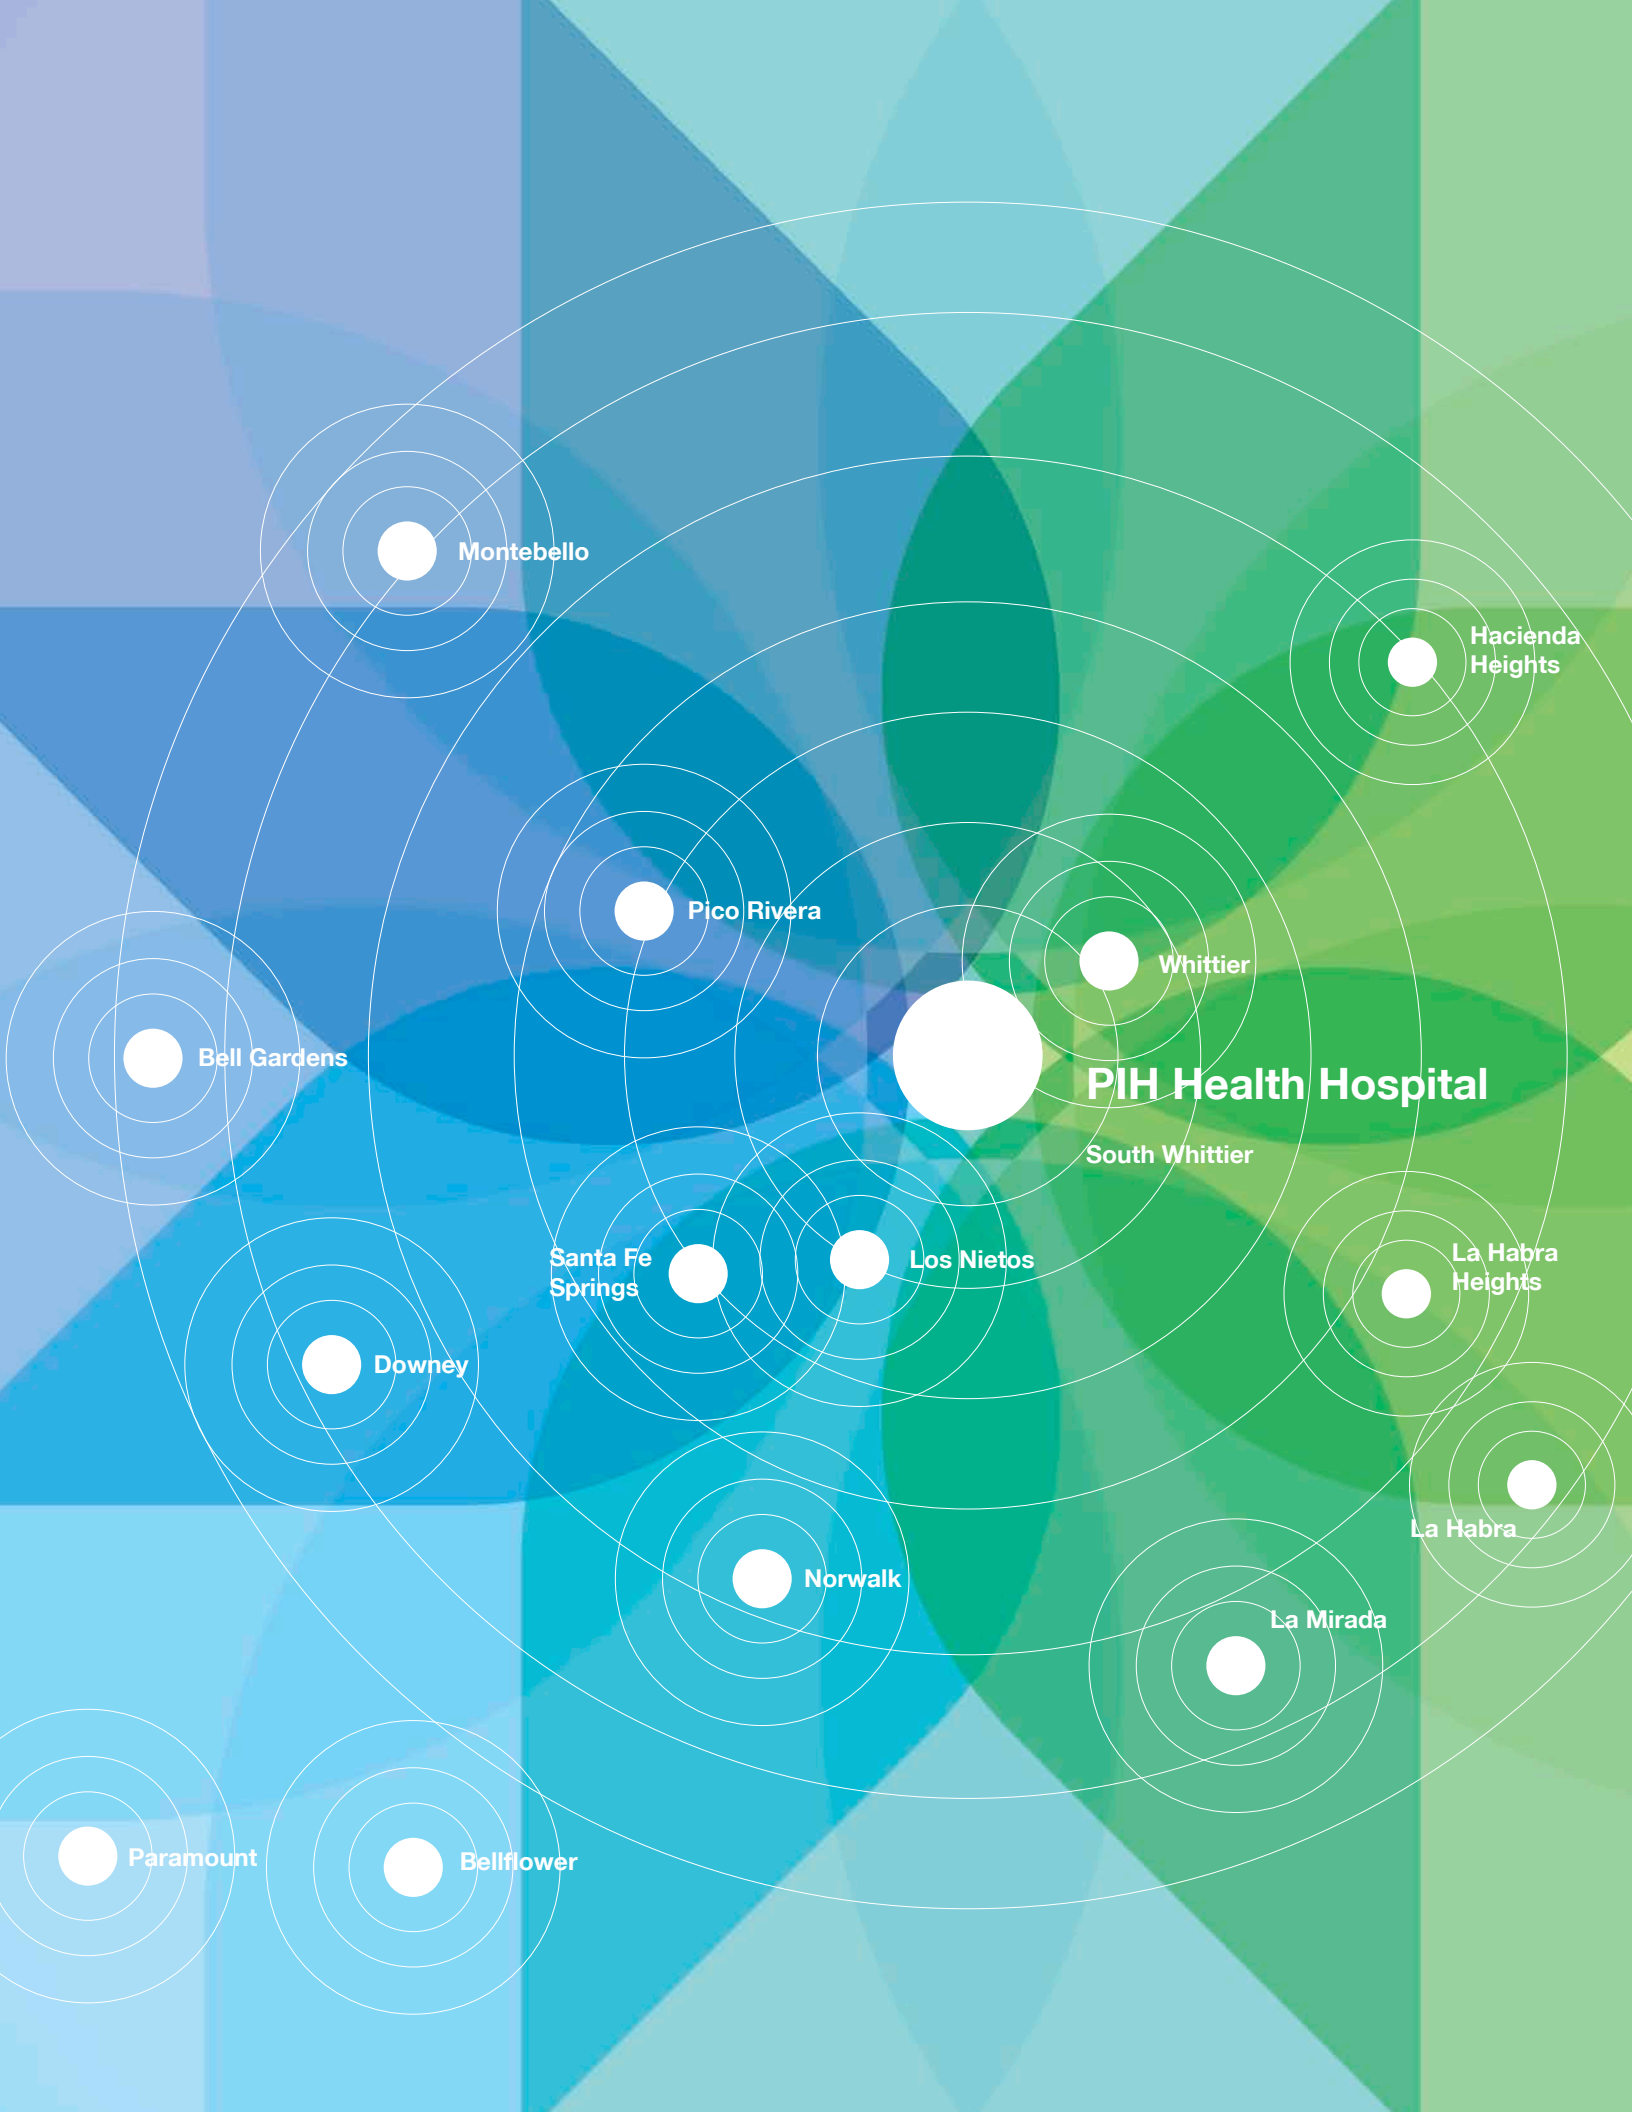 Montebello
Hacienda
Heights
Pico Rivera
Whittier
Bell Gardens
PIH Health Hospital
South Whittier
Santa Fe
Springs
Los Nietos
La Habra
Heights
Downey
La Habra
Norwalk
La Mirada
Paramount
Bellflower